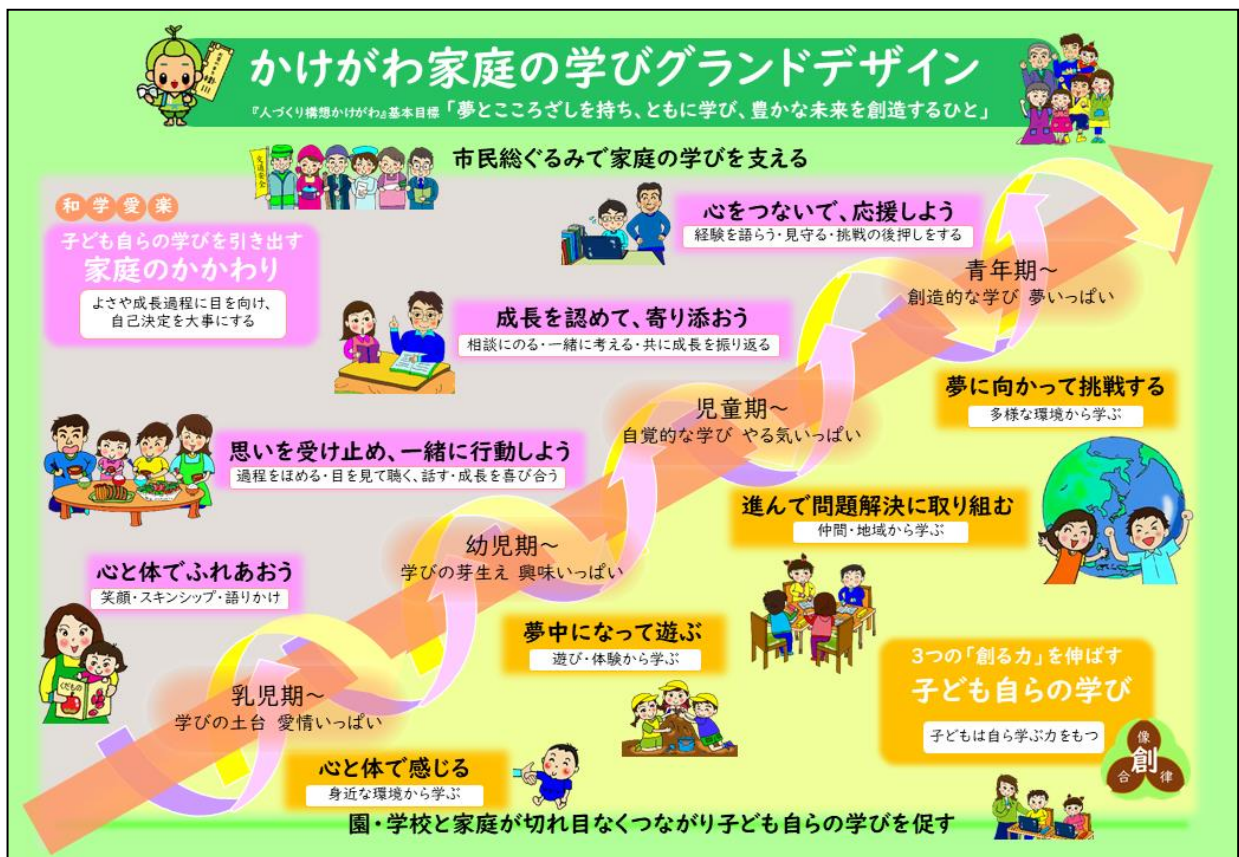 かけがわ家庭の学びグランドデザイン
『人づくり構想かけがわ』基本目標「夢とこころざしを持ち、ともに学び、豊かな未来を創造するひと」
市民総ぐるみで家庭の学びを支える
交通安全
和学愛楽
子ども自らの学びを引き出す
家庭のかかわり
よさや成長過程に目を向け、
自己決定を大事にする
心をつないで、応援しよう
経験を語らう・見守る・挑戦の後押しをする
青年期～
創造的な学び 夢いっぱい
成長を認めて、寄り添おう
相談にのる・一緒に考える・共に成長を振り返る
夢に向かって挑戦する
多様な環境から学ぶ
児童期～
自覚的な学び やる気いっぱい
思いを受け止め、一緒に行動しよう
過程をほめる・目を見て聴く、話す・成長を喜び合う
進んで問題解決に取り組む
仲間・地域から学ぶ
幼児期～
学びの芽生え 興味いっぱい
心と体でふれあおう
笑顔・スキンシップ・語りかけ
くだもの
夢中になって遊ぶ
遊び・体験から学ぶ
乳児期～
学びの土台 愛情いっぱい
心と体で感じる
身近な環境から学ぶ
3つの「創る力」を伸ばす
子ども自らの学び
子どもは自ら学ぶ力をもつ
像
創
合 律
園・学校と家庭が切れ目なくつながり子ども自らの学びを促す